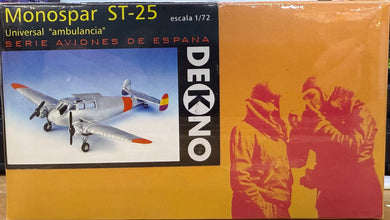 Monospar ST-25
Universal "ambulancia"
escala 1/72
SERIE AVIONES DE ESPAÑA
DEKNO